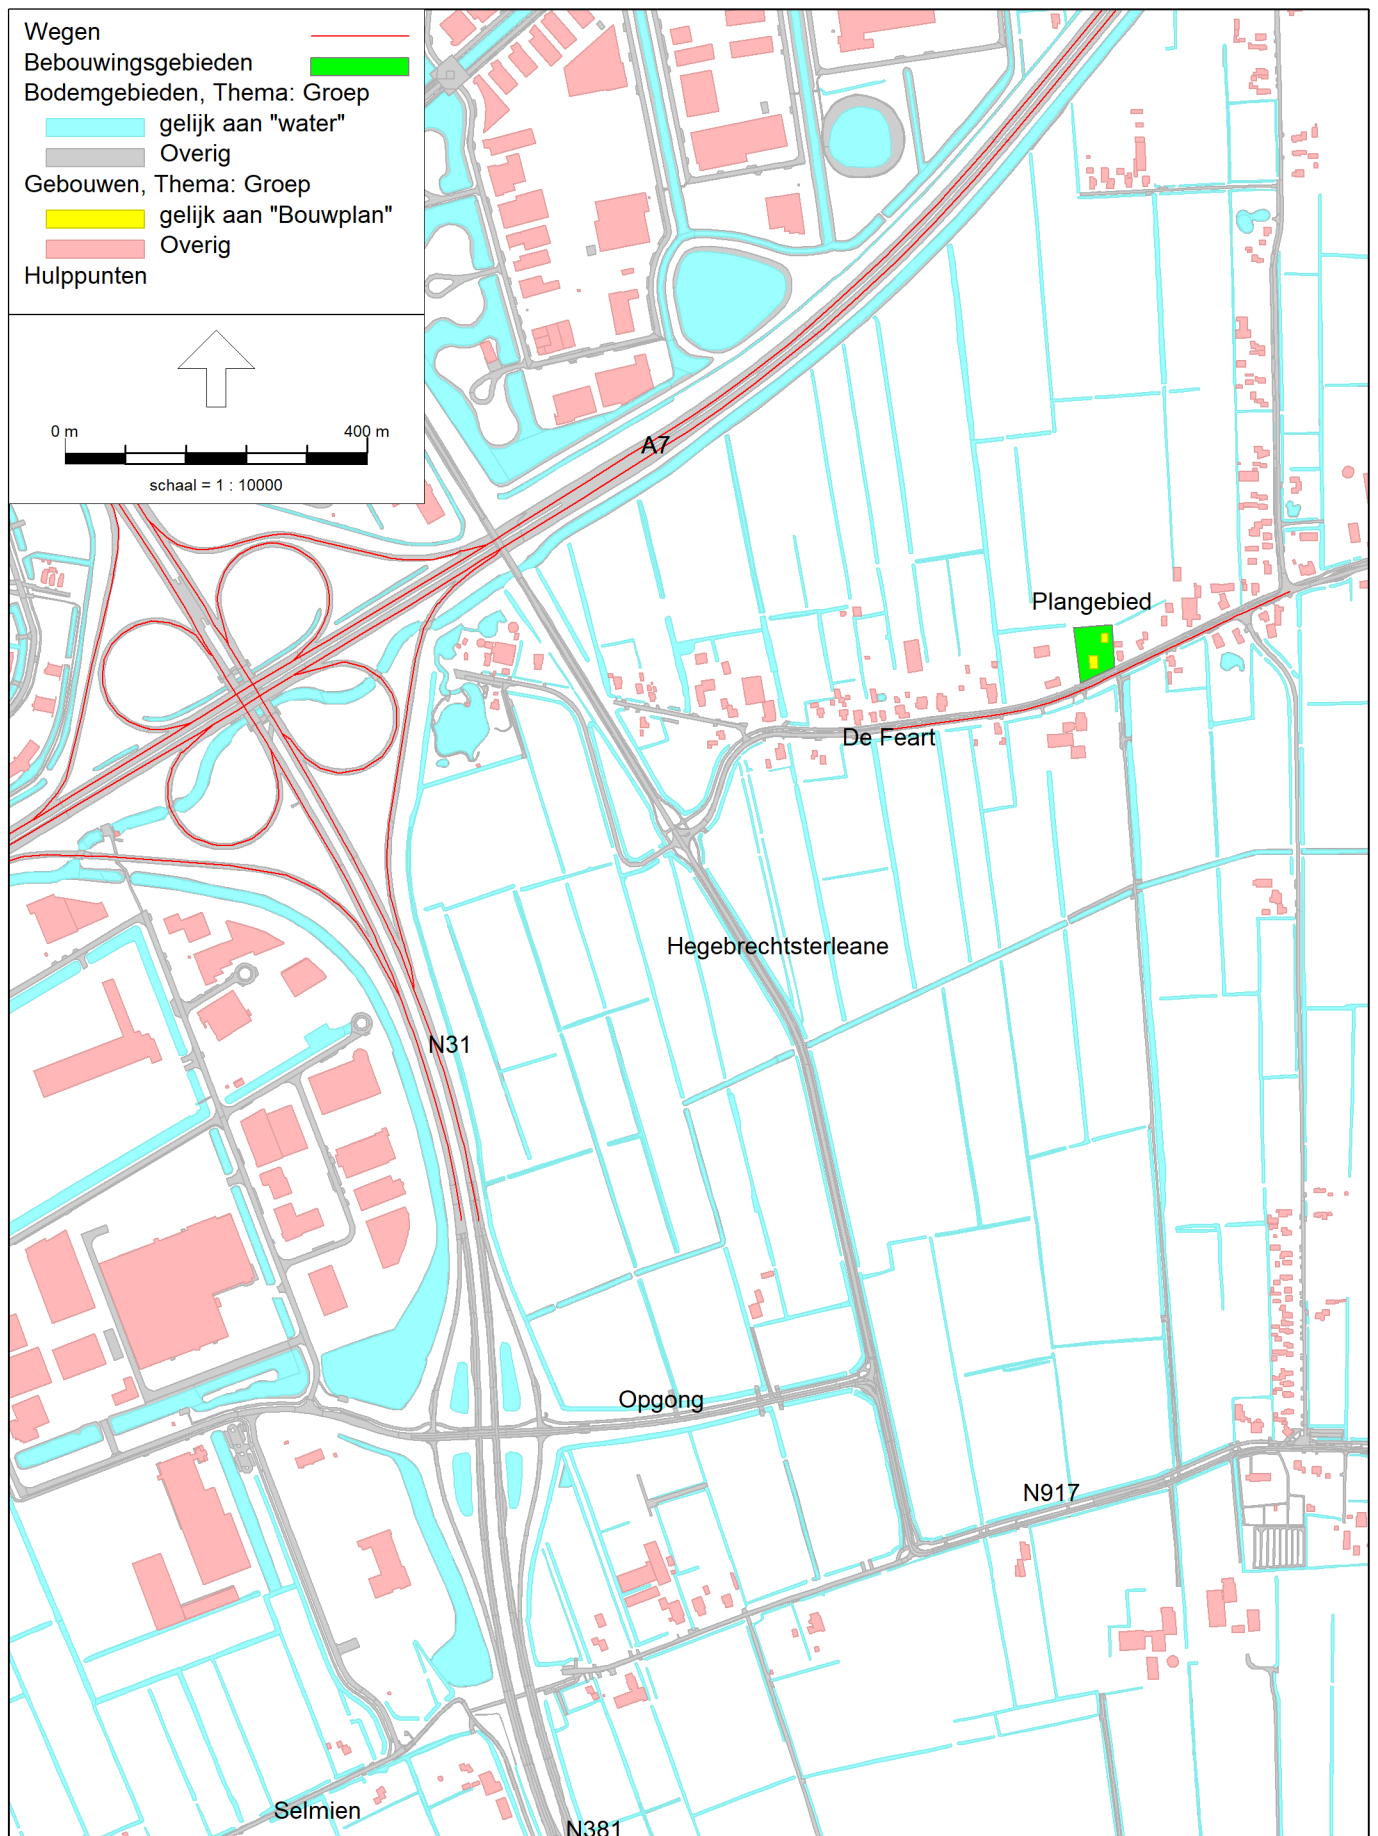 Wegen
Bebouwingsgebieden
Bodemgebieden, Thema: Groep
gelijk aan "water"
Overig
Gebouwen, Thema: Groep
gelijk aan "Bouwplan"
Overig
Hulppunten
0 m 400 m
schaal = 1 : 10000
A7
Plangebied
De Feart
Hegebrechtsterleane
N31
Opgong
N917
Selmien
N381